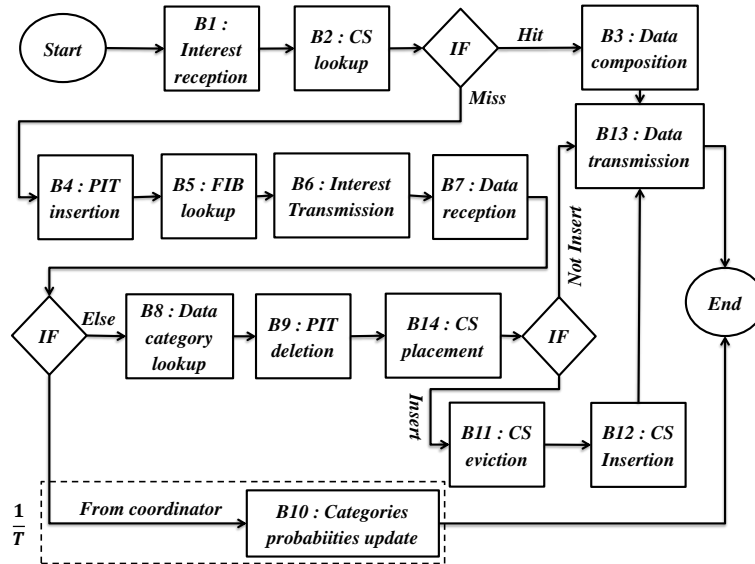 Start
B1 : Interest
reception
B2 : CS
lookup
IF
Hit
B3 : Data
composition
Miss
B13 : Data
transmission
B4 : PIT
insertion
B5 : FIB
lookup
B6 : Interest
Transmission
B7 : Data
reception
Not Insert
IF
Else
B8 : Data
category
lookup
B9 : PIT
deletion
B14 : CS
placement
IF
End
Insert
B11 : CS
eviction
B12 : CS
Insertion
1
T
From coordinator
B10 : Categories
probabiities update